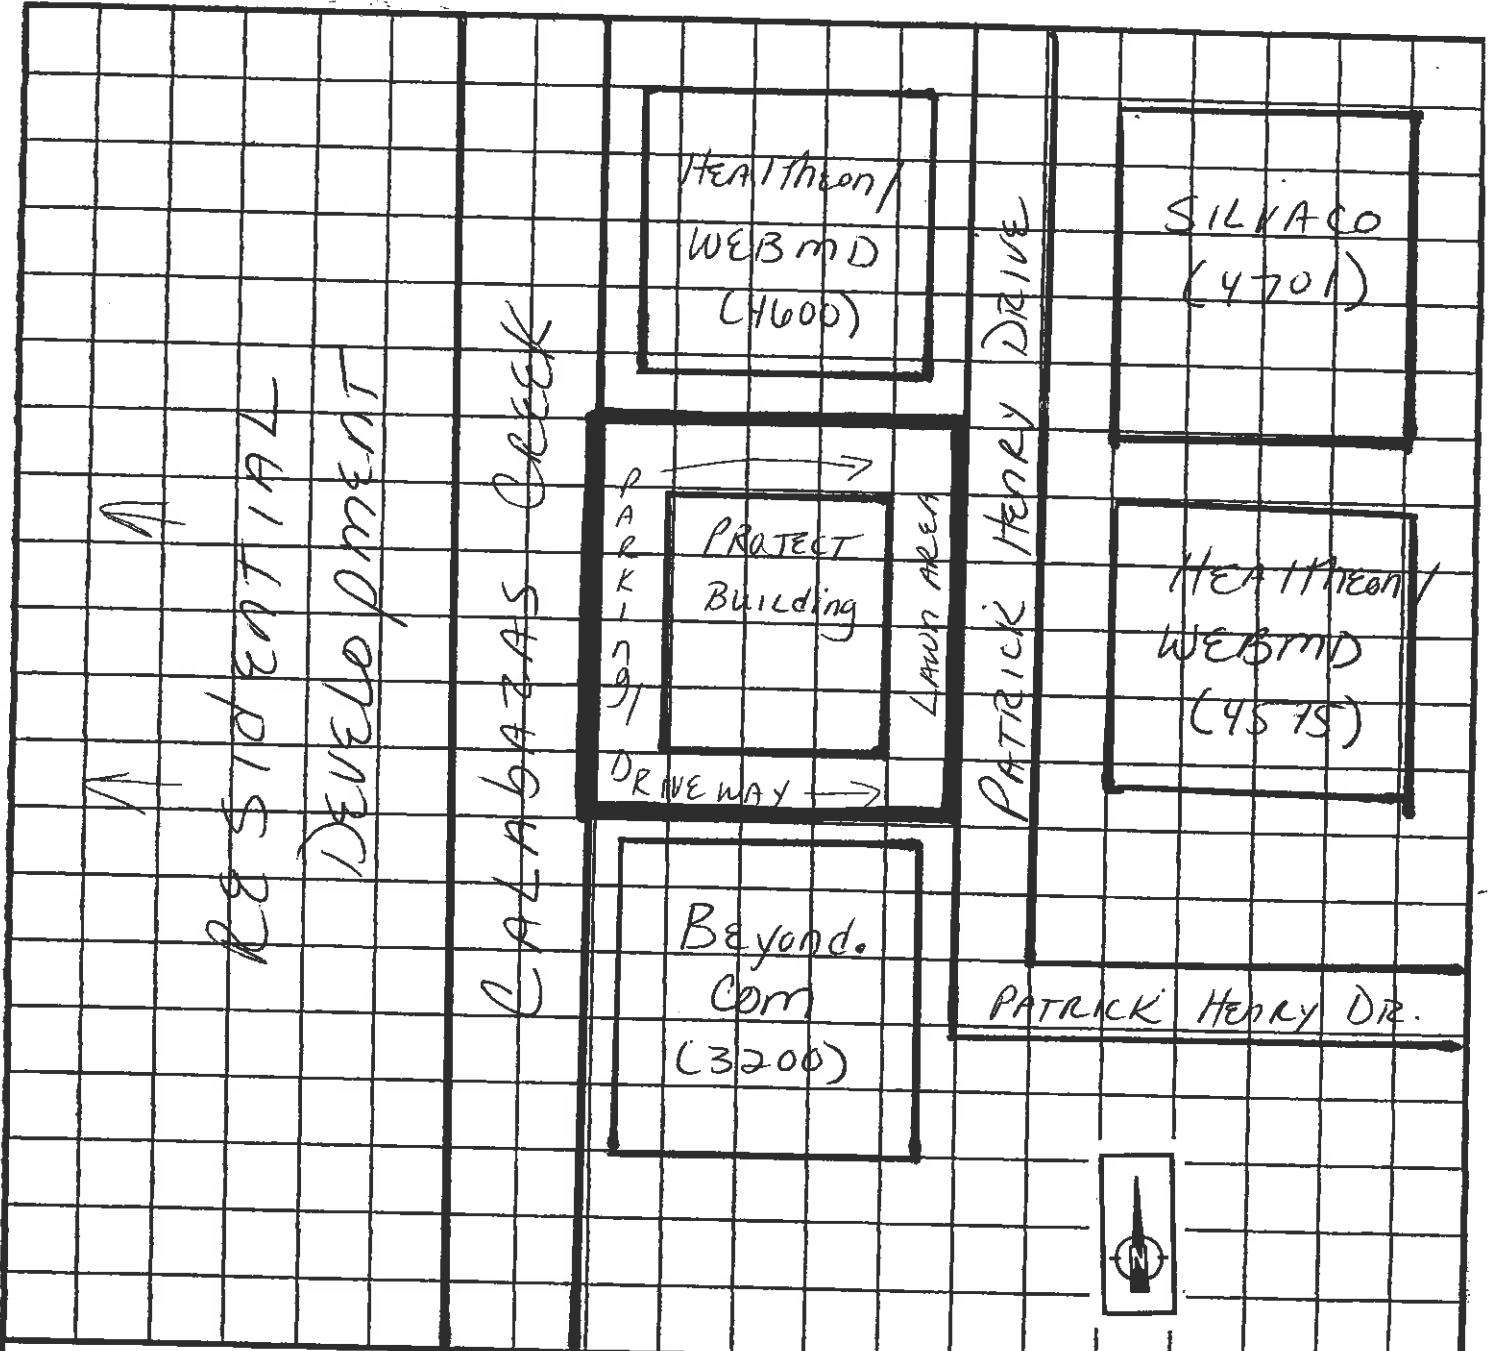 HEALTHEON/
WEBMD
(4600)
SILVACO
(4701)
RESIDENTIAL
DEVELOPMENT
CALABAZAS CREEK
PATRICK HENRY DRIVE
PARKING/
DRIVEWAY
PROJECT
BUILDING
LAWN AREA
HEALTHEON/
WEBMD
(4575)
BEYOND.
COM
(3200)
PATRICK HENRY DR.
N